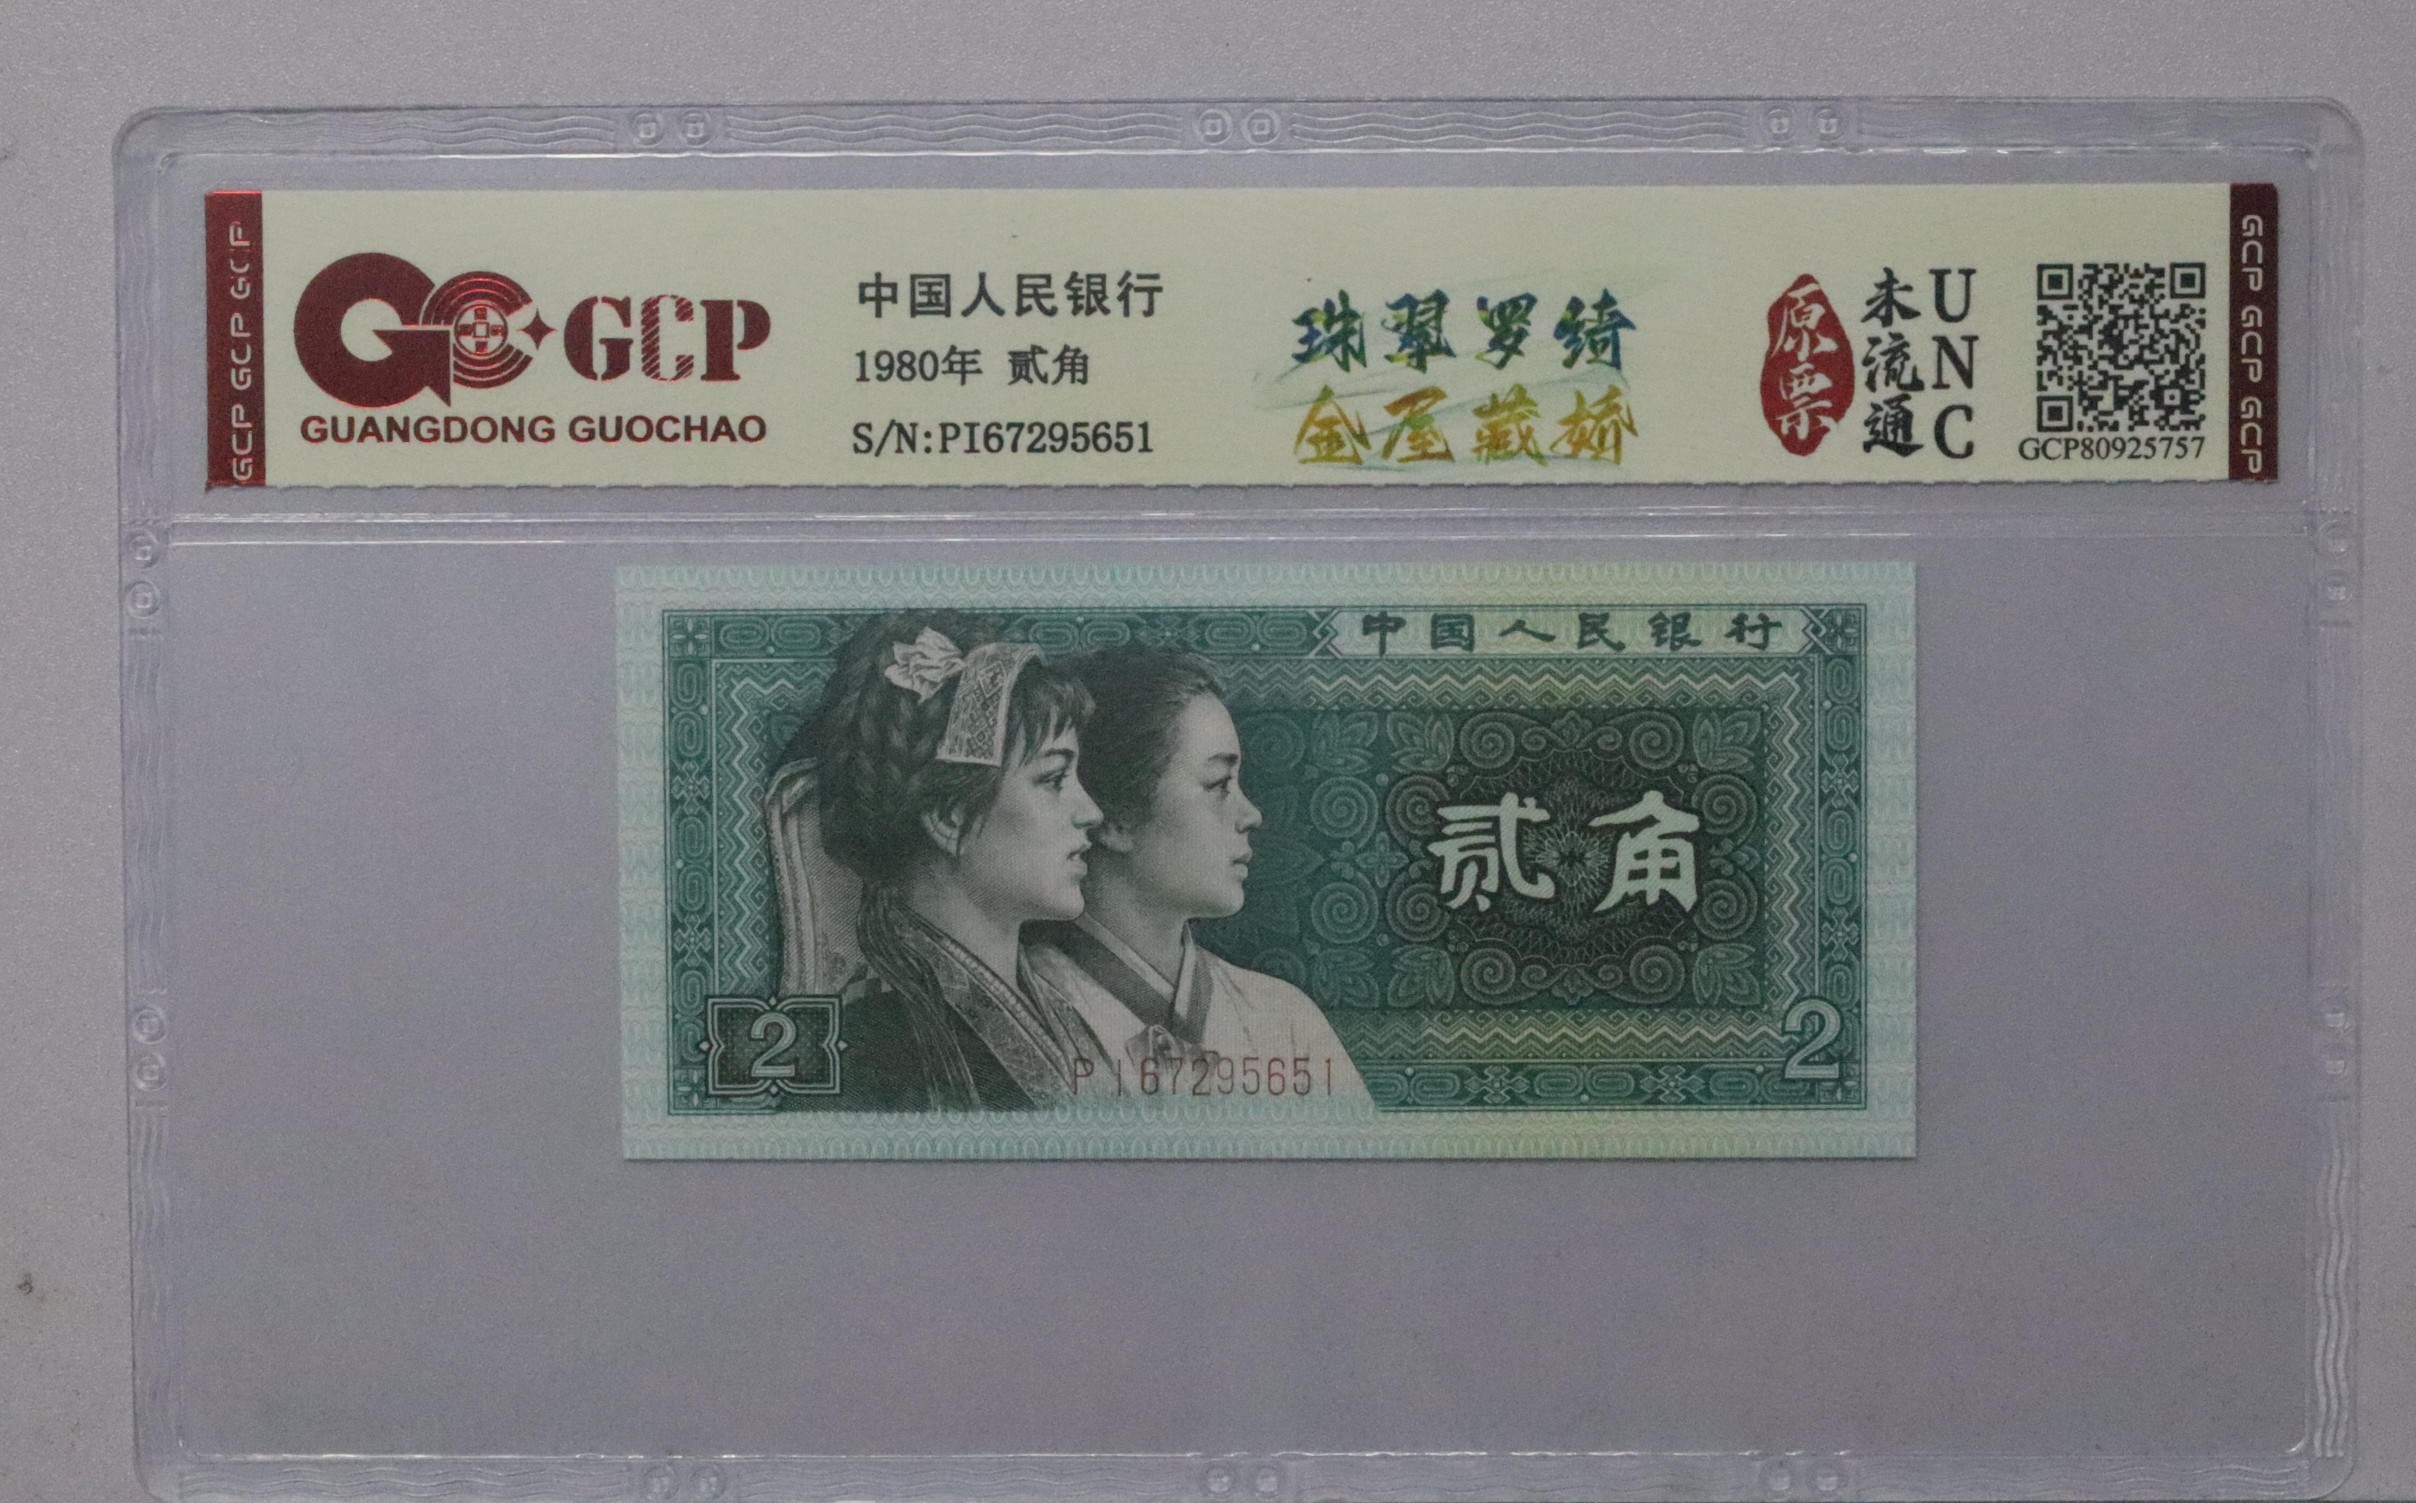 GCP GCP GCP
GCP
GUANGDONG GUOCHAO
中国人民银行
1980年 贰角
S/N:PI67295651
珠翠罗绮
金屋藏娇
原票
未流通
UNC
GCP80925757
GCP GCP GCP
中国人民银行
贰角
2
PI67295651
2